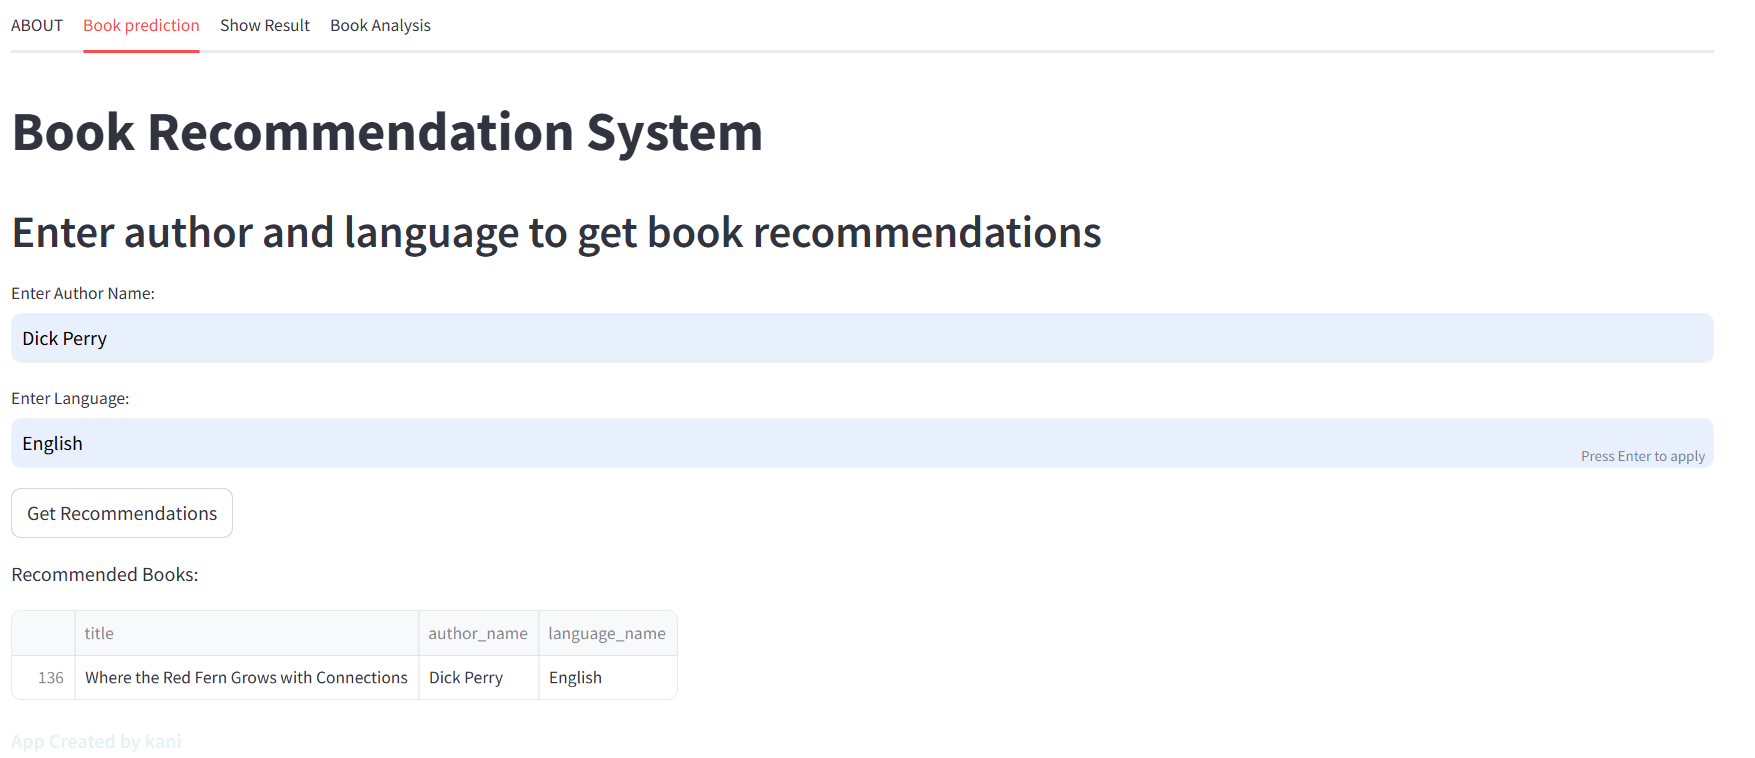 ABOUT Book prediction Show Result Book Analysis
Book Recommendation System
Enter author and language to get book recommendations
Enter Author Name:
Dick Perry
Enter Language:
English
Press Enter to apply
Get Recommendations
Recommended Books:
title author_name language_name
136 Where the Red Fern Grows with Connections Dick Perry English
App Created by kani